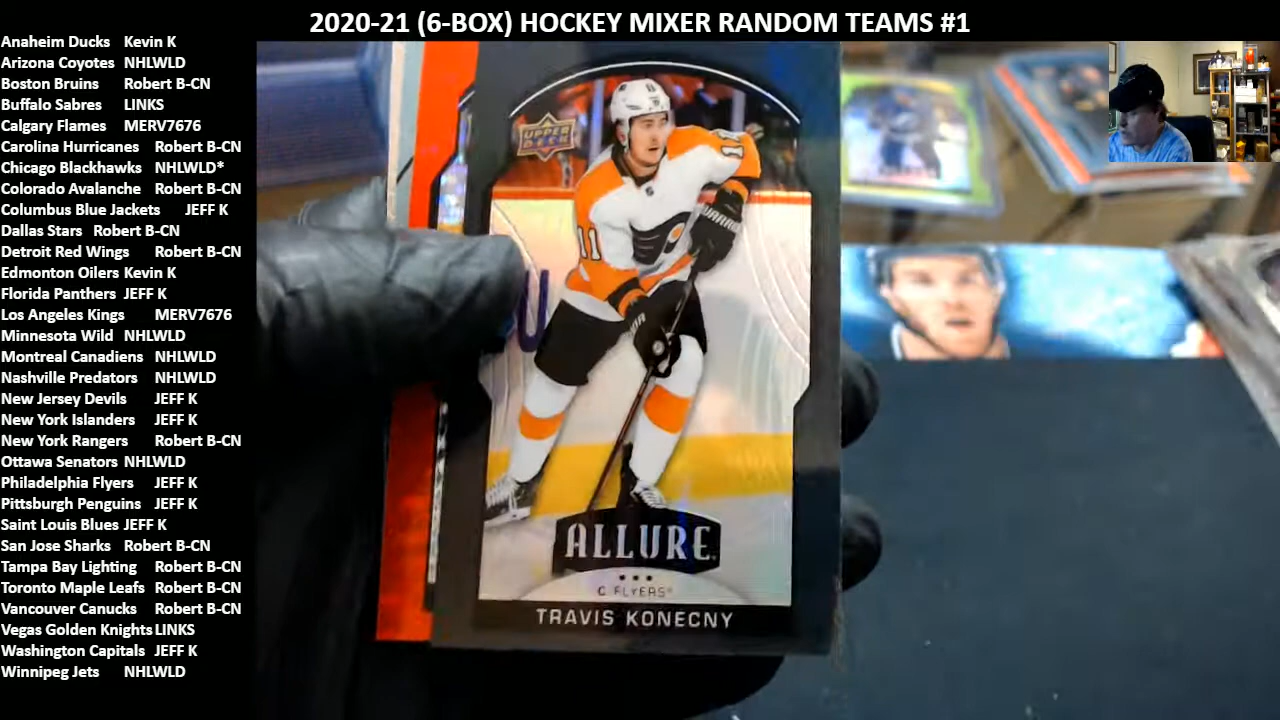 2020-21 (6-BOX) HOCKEY MIXER RANDOM TEAMS #1
Anaheim Ducks Kevin K
Arizona Coyotes NHLWLD
Boston Bruins Robert B-CN
Buffalo Sabres LINKS
Calgary Flames MERV7676
Carolina Hurricanes Robert B-CN
Chicago Blackhawks NHLWLD*
Colorado Avalanche Robert B-CN
Columbus Blue Jackets JEFF K
Dallas Stars Robert B-CN
Detroit Red Wings Robert B-CN
Edmonton Oilers Kevin K
Florida Panthers JEFF K
Los Angeles Kings MERV7676
Minnesota Wild NHLWLD
Montreal Canadiens NHLWLD
Nashville Predators NHLWLD
New Jersey Devils JEFF K
New York Islanders JEFF K
New York Rangers Robert B-CN
Ottawa Senators NHLWLD
Philadelphia Flyers JEFF K
Pittsburgh Penguins JEFF K
Saint Louis Blues JEFF K
San Jose Sharks Robert B-CN
Tampa Bay Lighting Robert B-CN
Toronto Maple Leafs Robert B-CN
Vancouver Canucks Robert B-CN
Vegas Golden Knights LINKS
Washington Capitals JEFF K
Winnipeg Jets NHLWLD
UPPER
DECK
11
11
ALLURE
C FLYERS
TRAVIS KONECNY